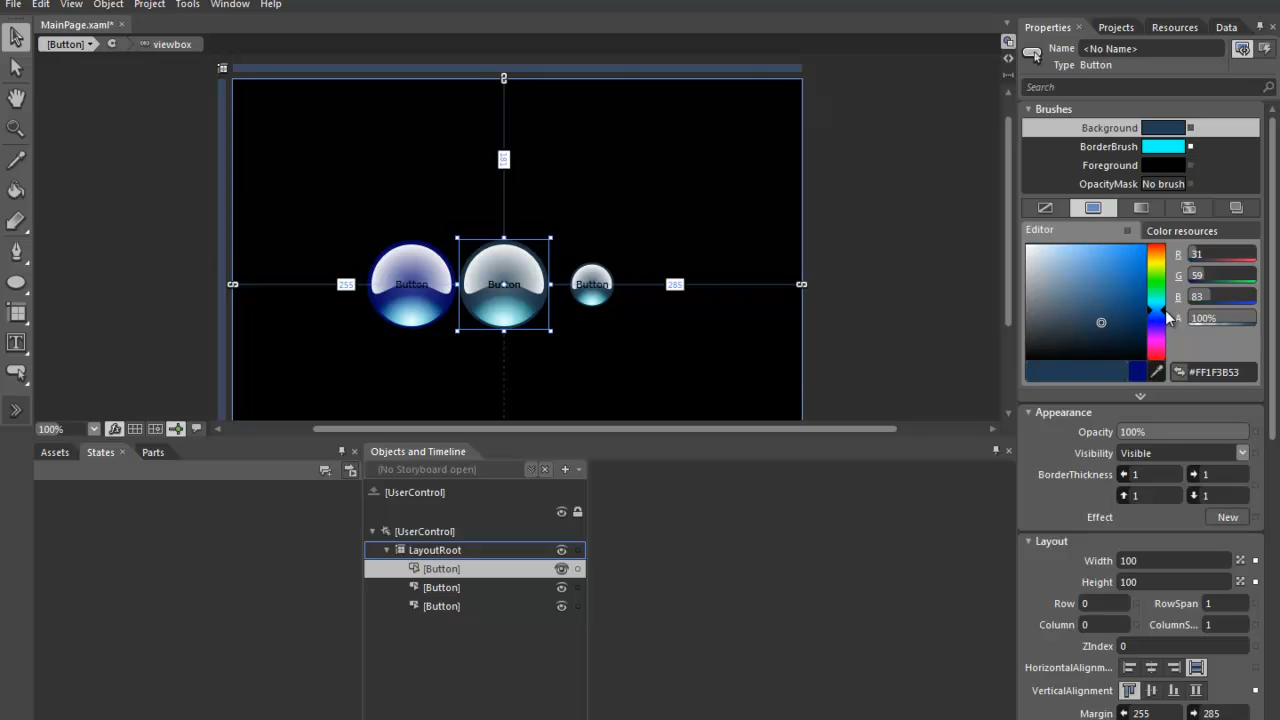 File Edit View Object Project Tools Window Help
MainPage.xaml* ×
Properties × Projects Resources Data
[Button] viewbox
Name <No Name>
Type Button
Search
Brushes
Background
BorderBrush
Foreground
OpacityMask No brush
181
Editor Color resources
R 31
G 59
B 83
A 100%
255 Button Button Button 285
#FF1F3B53
Appearance
Opacity 100%
100%
Visibility Visible
Assets States × Parts Objects and Timeline
(No Storyboard open)
BorderThickness 1 1
1 1
[UserControl]
Effect New
[UserControl]
Layout
LayoutRoot
Width 100
[Button]
Height 100
[Button]
Row 0 RowSpan 1
[Button]
Column 0 ColumnS... 1
ZIndex 0
HorizontalAlignm...
VerticalAlignment
Margin 255 285